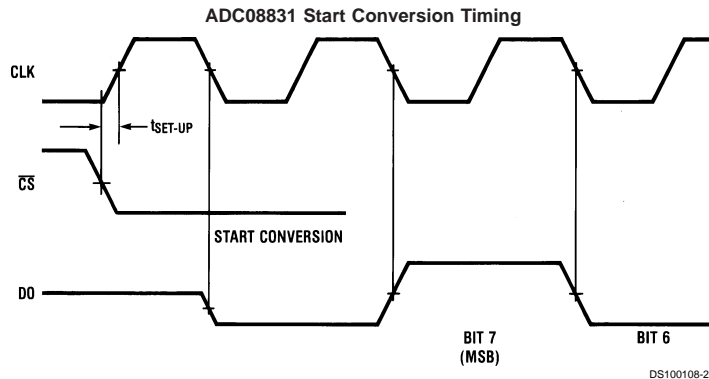 ADC08831 Start Conversion Timing
CLK
tSET-UP
CS
START CONVERSION
DO
BIT 7
(MSB)
BIT 6
DS100108-2